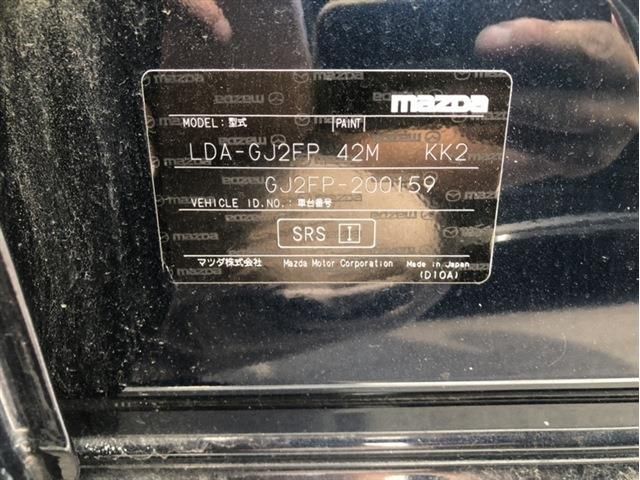 mazda
MODEL:型式 PAINT
LDA-GJ2FP 42M KK2
GJ2FP-200159
VEHICLE ID.NO.:車台番号
SRS I
マツダ株式会社 Mazda Motor Corporation Made in Japan
(D10A)